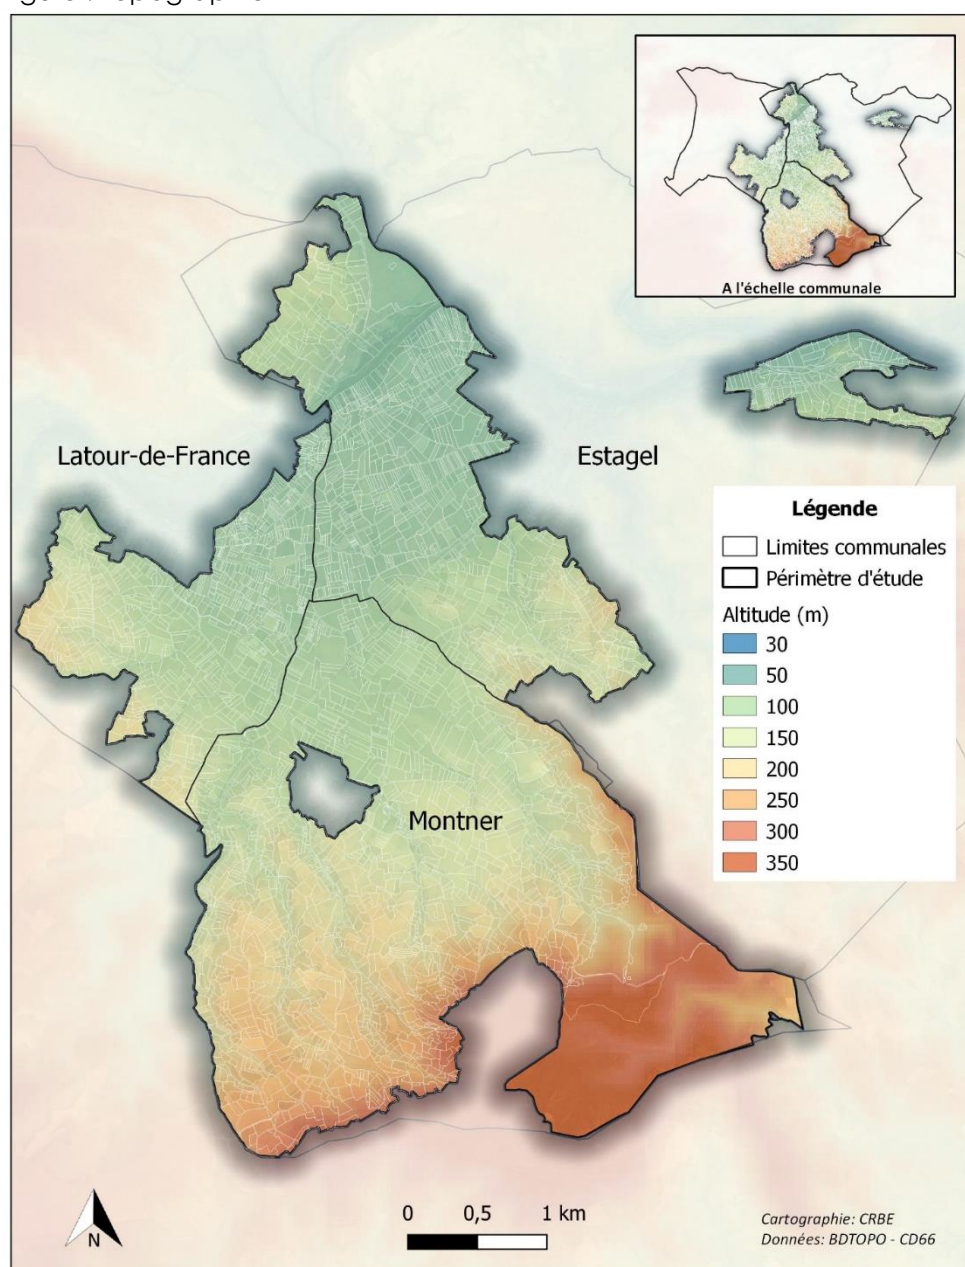 A l'échelle communale
Latour-de-France
Estagel
Légende
Limites communales
Périmètre d'étude
Altitude (m)
30
50
100
150
200
250
300
350
Montner
0 0,5 1 km
N
Cartographie: CRBE
Données: BDTOPO - CD66